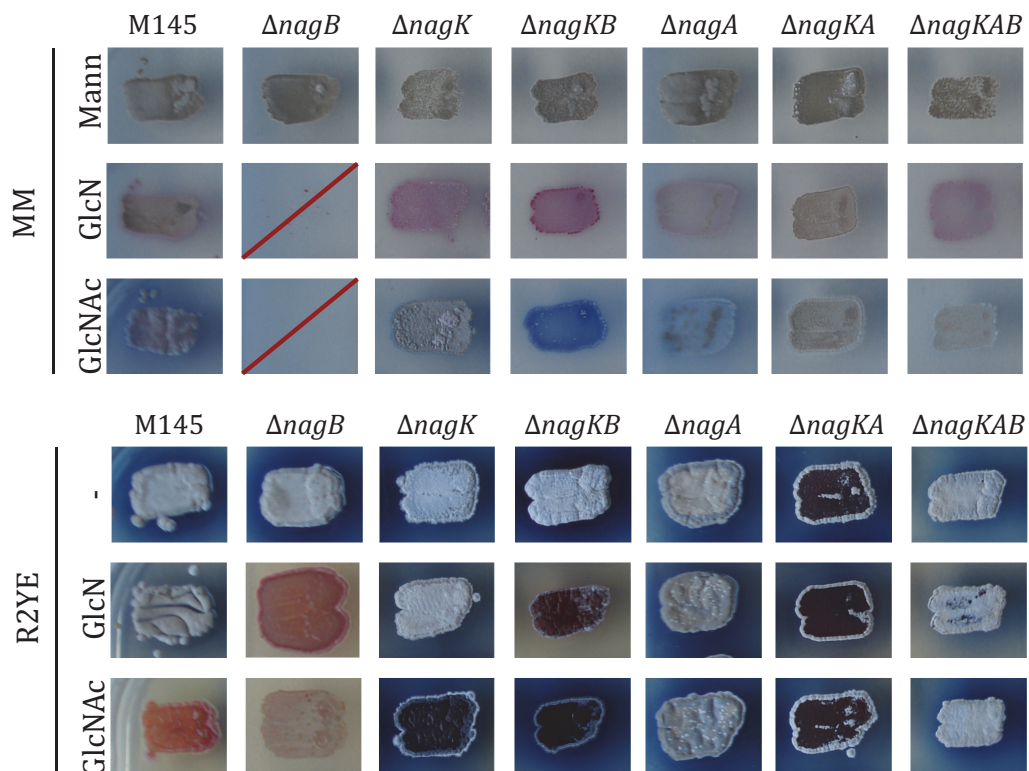 M145 ΔnagB ΔnagK ΔnagKB ΔnagA ΔnagKA ΔnagKAB
MM
Mann
GlcN
GlcNAc
M145 ΔnagB ΔnagK ΔnagKB ΔnagA ΔnagKA ΔnagKAB
R2YE
-
GlcN
GlcNAc